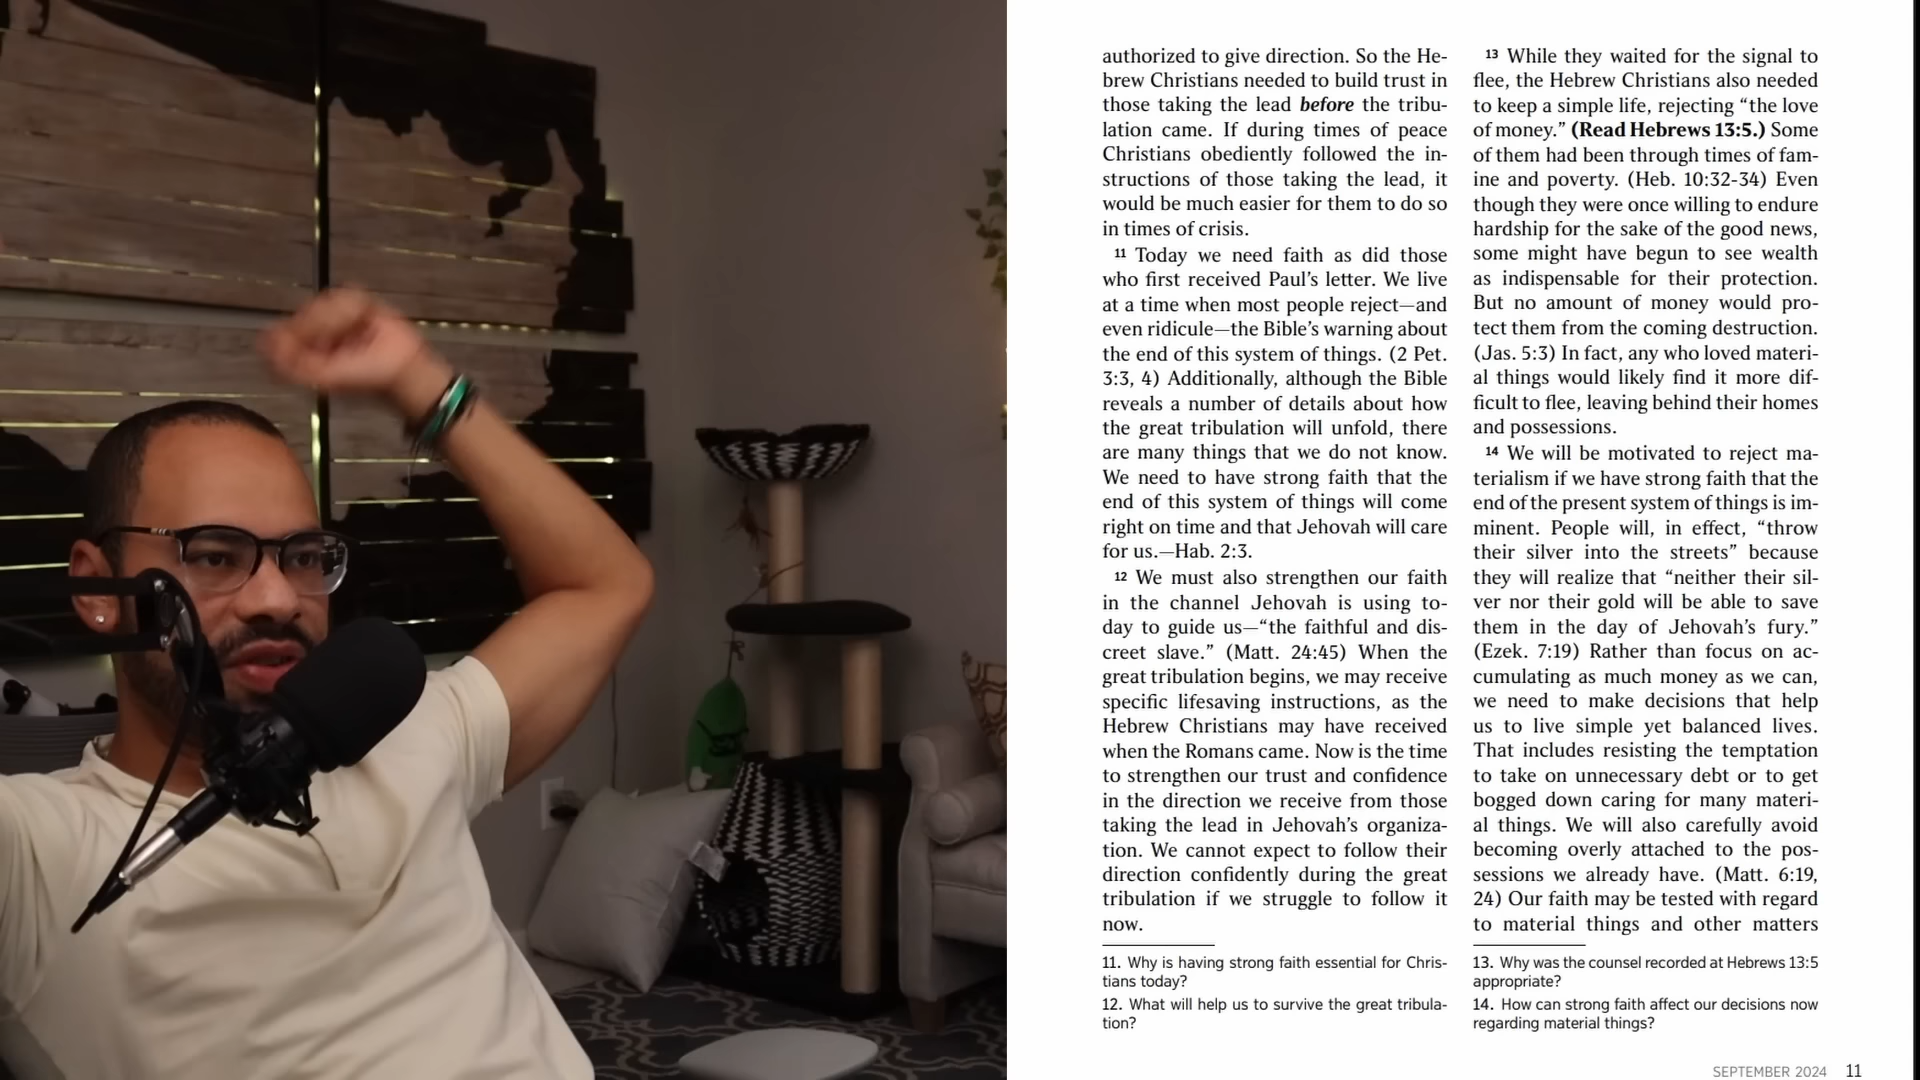 authorized to give direction. So the He-
brew Christians needed to build trust in
those taking the lead before the tribu-
lation came. If during times of peace
Christians obediently followed the in-
structions of those taking the lead, it
would be much easier for them to do so
in times of crisis.
11 Today we need faith as did those
who first received Paul’s letter. We live
at a time when most people reject—and
even ridicule—the Bible’s warning about
the end of this system of things. (2 Pet.
3:3, 4) Additionally, although the Bible
reveals a number of details about how
the great tribulation will unfold, there
are many things that we do not know.
We need to have strong faith that the
end of this system of things will come
right on time and that Jehovah will care
for us.—Hab. 2:3.
12 We must also strengthen our faith
in the channel Jehovah is using to-
day to guide us—“the faithful and dis-
creet slave.” (Matt. 24:45) When the
great tribulation begins, we may receive
specific lifesaving instructions, as the
Hebrew Christians may have received
when the Romans came. Now is the time
to strengthen our trust and confidence
in the direction we receive from those
taking the lead in Jehovah’s organiza-
tion. We cannot expect to follow their
direction confidently during the great
tribulation if we struggle to follow it
now.
11. Why is having strong faith essential for Chris-
tians today?
12. What will help us to survive the great tribula-
tion?
13 While they waited for the signal to
flee, the Hebrew Christians also needed
to keep a simple life, rejecting “the love
of money.” (Read Hebrews 13:5.) Some
of them had been through times of fam-
ine and poverty. (Heb. 10:32-34) Even
though they were once willing to endure
hardship for the sake of the good news,
some might have begun to see wealth
as indispensable for their protection.
But no amount of money would pro-
tect them from the coming destruction.
(Jas. 5:3) In fact, any who loved materi-
al things would likely find it more dif-
ficult to flee, leaving behind their homes
and possessions.
14 We will be motivated to reject ma-
terialism if we have strong faith that the
end of the present system of things is im-
minent. People will, in effect, “throw
their silver into the streets” because
they will realize that “neither their sil-
ver nor their gold will be able to save
them in the day of Jehovah’s fury.”
(Ezek. 7:19) Rather than focus on ac-
cumulating as much money as we can,
we need to make decisions that help
us to live simple yet balanced lives.
That includes resisting the temptation
to take on unnecessary debt or to get
bogged down caring for many materi-
al things. We will also carefully avoid
becoming overly attached to the pos-
sessions we already have. (Matt. 6:19,
24) Our faith may be tested with regard
to material things and other matters
13. Why was the counsel recorded at Hebrews 13:5
appropriate?
14. How can strong faith affect our decisions now
regarding material things?
SEPTEMBER 2024 11